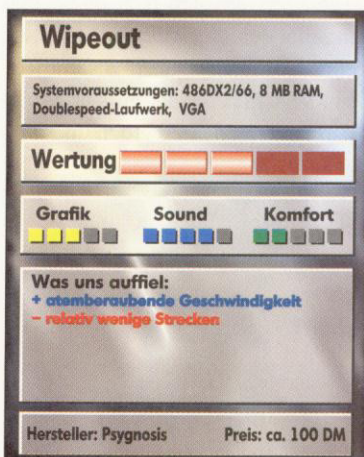 Wipeout
Systemvoraussetzungen: 486DX2/66, 8 MB RAM,
Doublespeed-Laufwerk, VGA
Wertung
Grafik Sound Komfort
Was uns auffiel:
+ atemberaubende Geschwindigkeit
– relativ wenige Strecken
Hersteller: Psygnosis Preis: ca. 100 DM